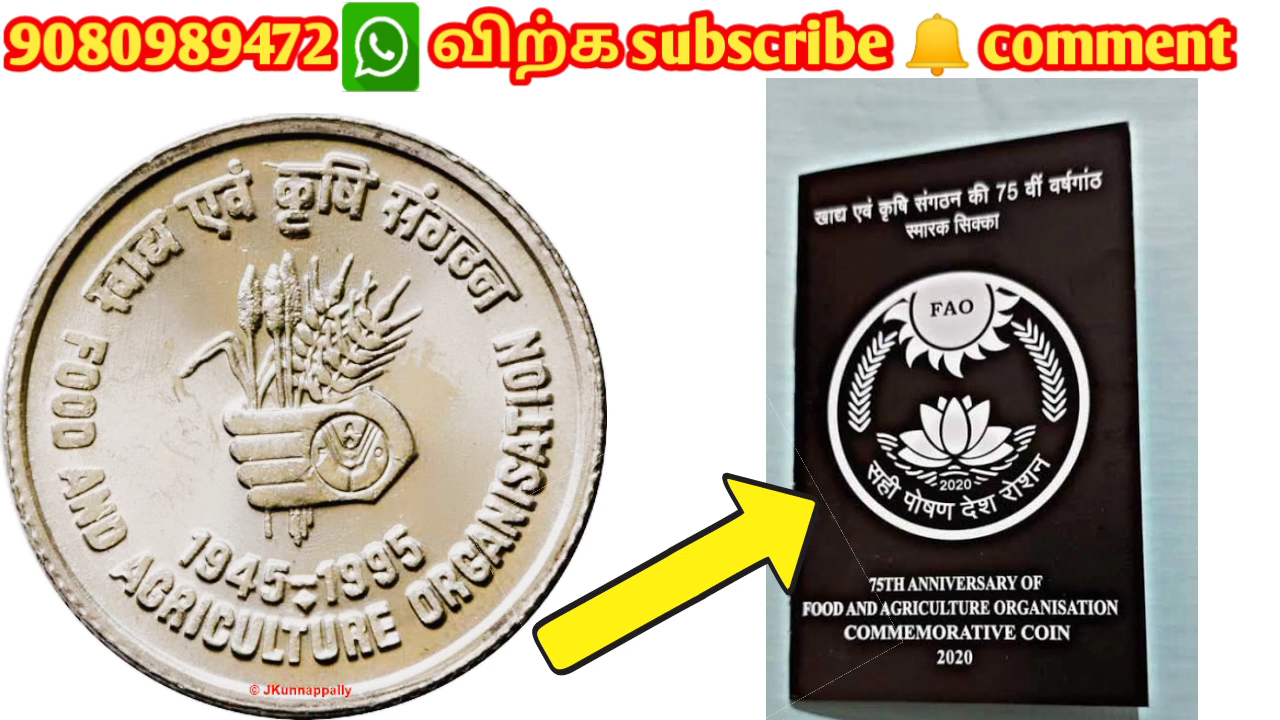 9080989472 விற்க subscribe comment
खाद्य एवं कृषि संगठन
FOOD AND AGRICULTURE ORGANISATION
1945-1995
© JKunnappally
खाद्य एवं कृषि संगठन की 75 वीं वर्षगांठ
स्मारक सिक्का
FAO
2020
सही पोषण देश रोशन
75TH ANNIVERSARY OF
FOOD AND AGRICULTURE ORGANISATION
COMMEMORATIVE COIN
2020